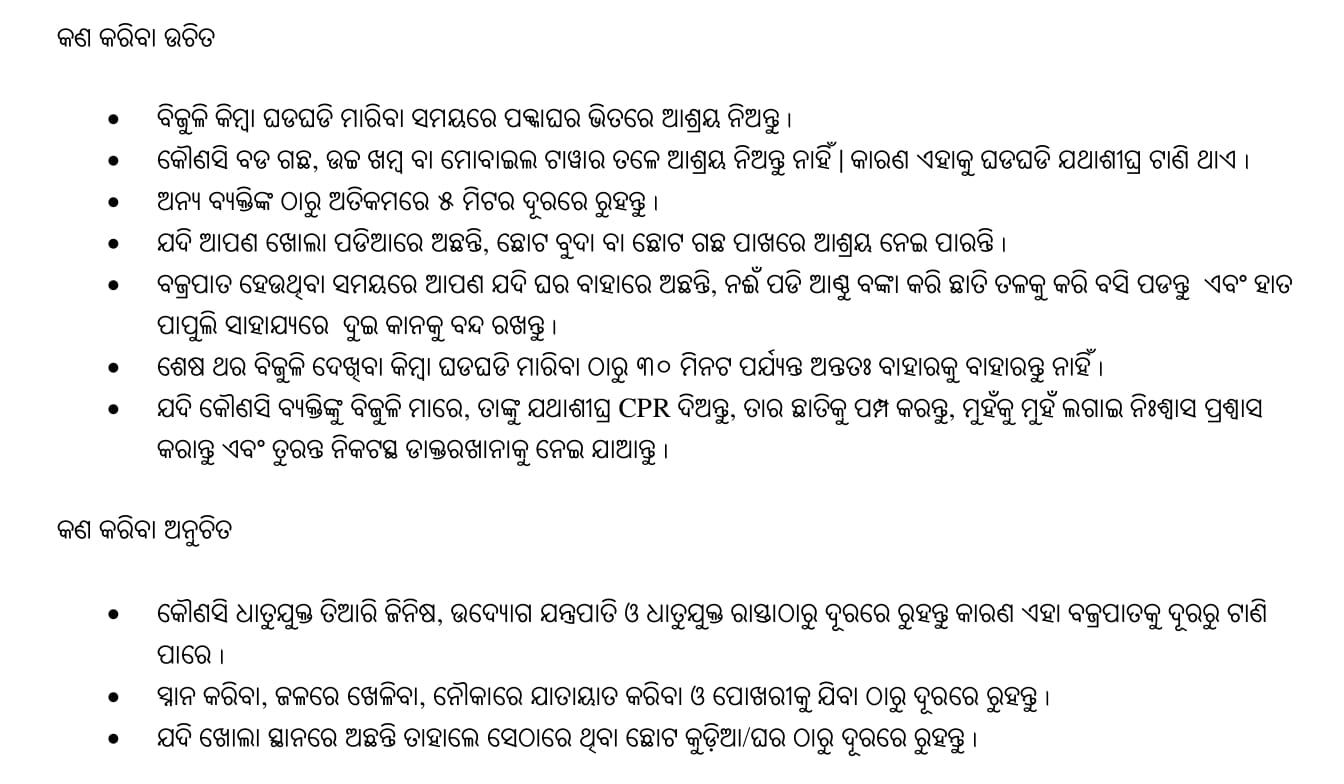 କଣ କରିବା ଉଚିତ
• ବିଜୁଳି କିମ୍ବା ଘଡଘଡି ମାରିବା ସମୟରେ ପକ୍କାଘର ଭିତରେ ଆଶ୍ରୟ ନିଅନ୍ତୁ ।
• କୌଣସି ବଡ ଗଛ, ଉଚ୍ଚ ଖମ୍ବ ବା ମୋବାଇଲ ଟାୱାର ତଳେ ଆଶ୍ରୟ ନିଅନ୍ତୁ ନାହିଁ | କାରଣ ଏହାକୁ ଘଡଘଡି ଯଥାଶୀଘ୍ର ଟାଣି ଥାଏ ।
• ଅନ୍ୟ ବ୍ୟକ୍ତିଙ୍କ ଠାରୁ ଅତିକମରେ ୫ ମିଟର ଦୂରରେ ରୁହନ୍ତୁ ।
• ଯଦି ଆପଣ ଖୋଲା ପଡିଆରେ ଅଛନ୍ତି, ଛୋଟ ବୁଦା ବା ଛୋଟ ଗଛ ପାଖରେ ଆଶ୍ରୟ ନେଇ ପାରନ୍ତି ।
• ବଜ୍ରପାତ ହେଉଥିବା ସମୟରେ ଆପଣ ଯଦି ଘର ବାହାରେ ଅଛନ୍ତି, ନଈଁ ପଡି ଆଣ୍ଠୁ ବଙ୍କା କରି ଛାତି ତଳକୁ କରି ବସି ପଡନ୍ତୁ ଏବଂ ହାତ
ପାପୁଲି ସାହାଯ୍ୟରେ ଦୁଇ କାନକୁ ବନ୍ଦ ରଖନ୍ତୁ ।
• ଶେଷ ଥର ବିଜୁଳି ଦେଖିବା କିମ୍ବା ଘଡଘଡି ମାରିବା ଠାରୁ ୩୦ ମିନଟ ପର୍ଯ୍ୟନ୍ତ ଅନ୍ତତଃ ବାହାରକୁ ବାହାରନ୍ତୁ ନାହିଁ ।
• ଯଦି କୌଣସି ବ୍ୟକ୍ତିଙ୍କୁ ବିଜୁଳି ମାରେ, ତାଙ୍କୁ ଯଥାଶୀଘ୍ର CPR ଦିଅନ୍ତୁ, ତାର ଛାତିକୁ ପମ୍ପ କରନ୍ତୁ, ମୁହଁକୁ ମୁହଁ ଲଗାଇ ନିଃଶ୍ୱାସ ପ୍ରଶ୍ୱାସ
କରାନ୍ତୁ ଏବଂ ତୁରନ୍ତ ନିକଟସ୍ଥ ଡାକ୍ତରଖାନାକୁ ନେଇ ଯାଆନ୍ତୁ ।
କଣ କରିବା ଅନୁଚିତ
• କୌଣସି ଧାତୁଯୁକ୍ତ ତିଆରି ଜିନିଷ, ଉଦ୍ୟୋଗ ଯନ୍ତ୍ରପାତି ଓ ଧାତୁଯୁକ୍ତ ରାସ୍ତାଠାରୁ ଦୂରରେ ରୁହନ୍ତୁ କାରଣ ଏହା ବଜ୍ରପାତକୁ ଦୂରରୁ ଟାଣି
ପାରେ ।
• ସ୍ନାନ କରିବା, ଜଳରେ ଖେଳିବା, ନୌକାରେ ଯାତାୟାତ କରିବା ଓ ପୋଖରୀକୁ ଯିବା ଠାରୁ ଦୂରରେ ରୁହନ୍ତୁ ।
• ଯଦି ଖୋଲା ସ୍ଥାନରେ ଅଛନ୍ତି ତାହାଲେ ସେଠାରେ ଥିବା ଛୋଟ କୁଡ଼ିଆ/ଘର ଠାରୁ ଦୂରରେ ରୁହନ୍ତୁ ।